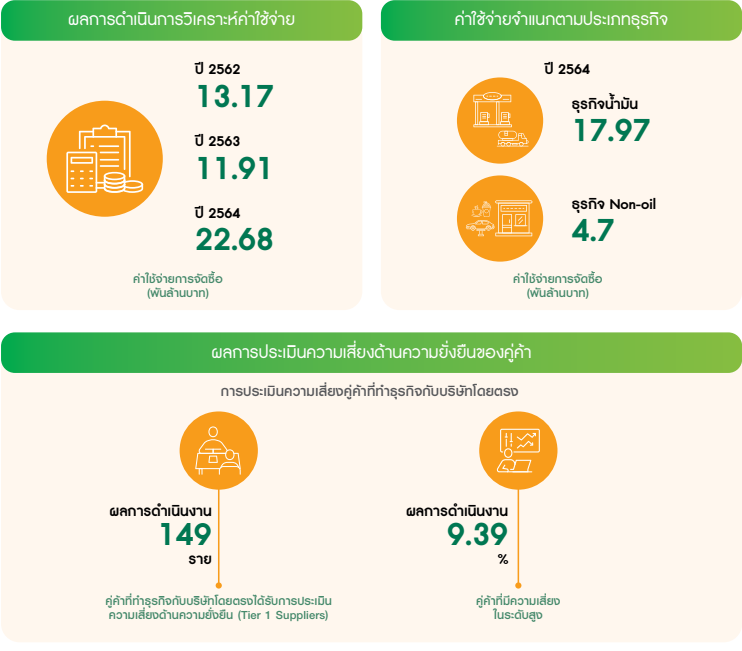 ผลการดำเนินการวิเคราะห์ค่าใช้จ่าย
ปี 2562
13.17
ปี 2563
11.91
ปี 2564
22.68
ค่าใช้จ่ายการจัดซื้อ
(พันล้านบาท)
ค่าใช้จ่ายจำแนกตามประเภทธุรกิจ
ปี 2564
ธุรกิจน้ำมัน
17.97
ธุรกิจ Non-oil
4.7
ค่าใช้จ่ายการจัดซื้อ
(พันล้านบาท)
ผลการประเมินความเสี่ยงด้านความยั่งยืนของคู่ค้า
การประเมินความเสี่ยงคู่ค้าที่ทำธุรกิจกับบริษัทโดยตรง
ผลการดำเนินงาน
149
ราย
คู่ค้าที่ทำธุรกิจกับบริษัทโดยตรงได้รับการประเมิน
ความเสี่ยงด้านความยั่งยืน (Tier 1 Suppliers)
ผลการดำเนินงาน
9.39
%
คู่ค้าที่มีความเสี่ยง
ในระดับสูง